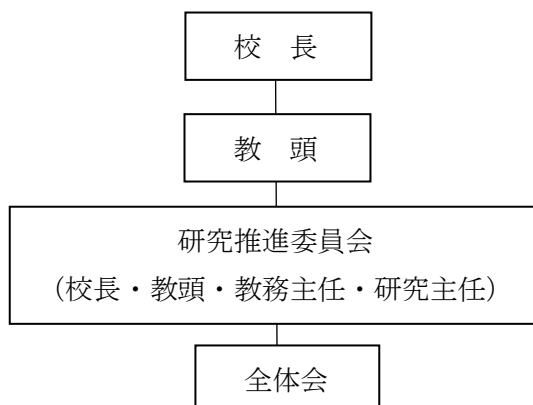 校　長
教　頭
研究推進委員会
（校長・教頭・教務主任・研究主任）
全体会